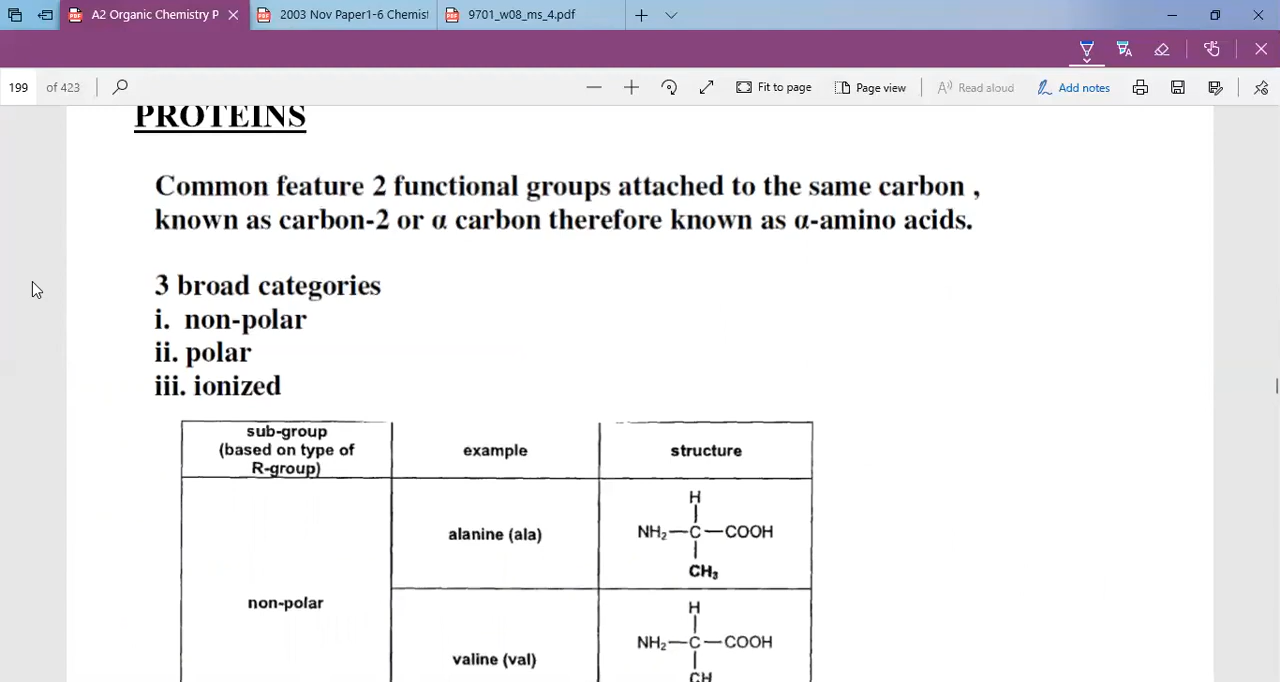 A2 Organic Chemistry P
2003 Nov Paper1-6 Chemist
9701_w08_ms_4.pdf
199 of 423
Fit to page
Page view
Read aloud
Add notes
PROTEINS
Common feature 2 functional groups attached to the same carbon ,
known as carbon-2 or α carbon therefore known as α-amino acids.
3 broad categories
i. non-polar
ii. polar
iii. ionized
sub-group
(based on type of
R-group)
example
structure
non-polar
alanine (ala)
H
NH₂—C—COOH
CH₃
valine (val)
H
NH₂—C—COOH
CH